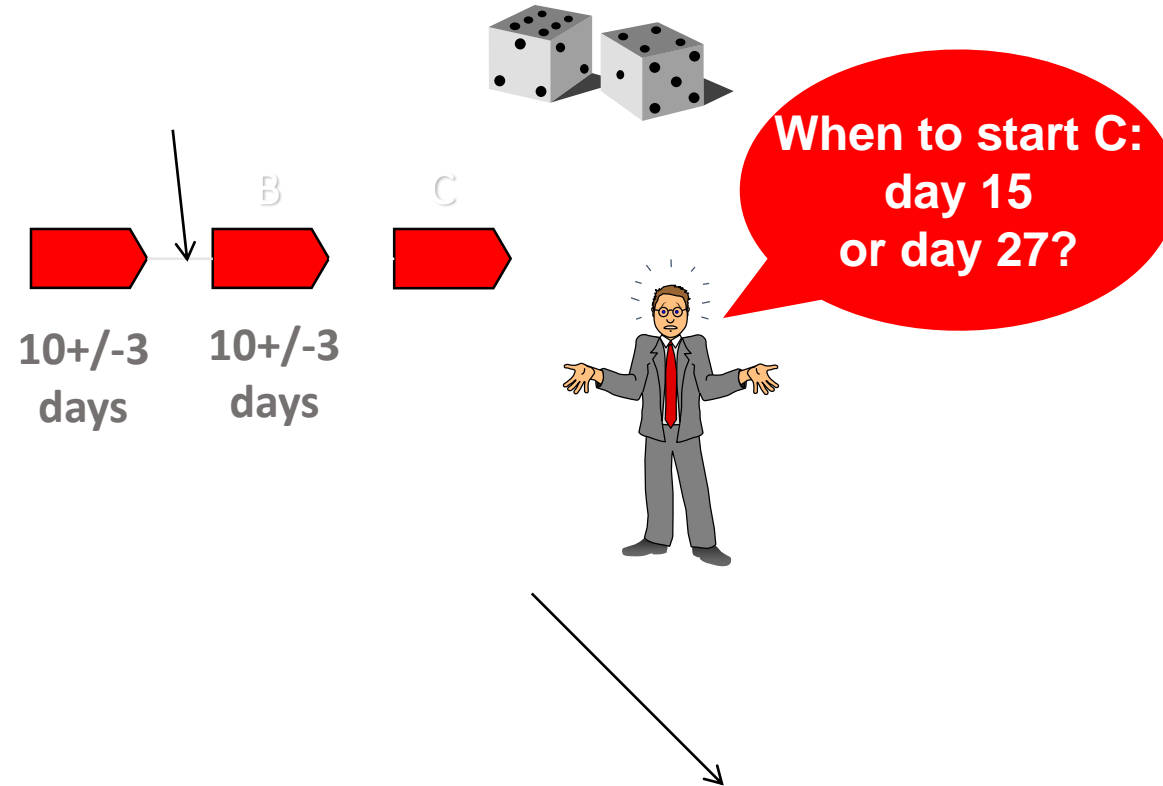 When to start C:
day 15
or day 27?
B
C
10+/-3
days
10+/-3
days